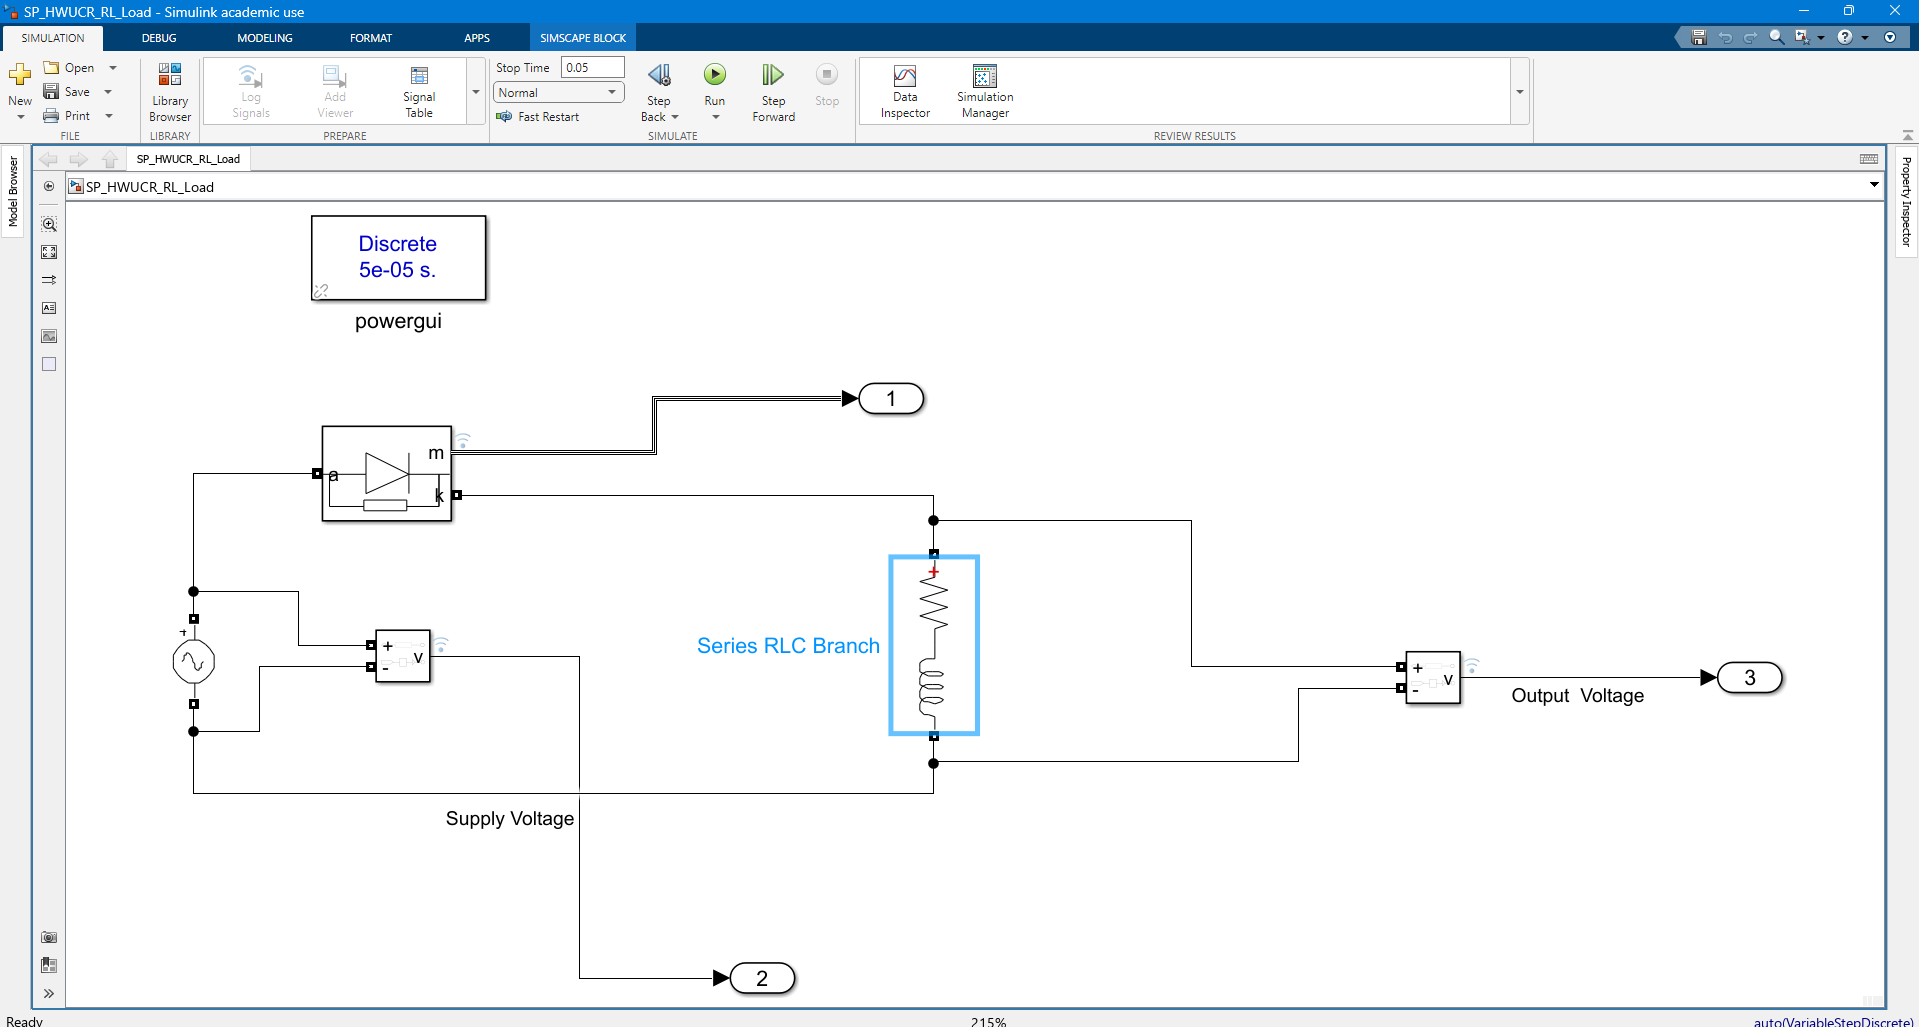 SP_HWUCR_RL_Load - Simulink academic use
SIMULATION DEBUG MODELING FORMAT APPS SIMSCAPE BLOCK
New
Open
Save
Print
FILE
Library
Browser
LIBRARY
Log
Signals
Add
Viewer
Signal
Table
PREPARE
Stop Time 0.05
Normal
Fast Restart
Step
Back
Run
Step
Forward
Stop
SIMULATE
Data
Inspector
Simulation
Manager
REVIEW RESULTS
Model Browser
SP_HWUCR_RL_Load
SP_HWUCR_RL_Load
Property Inspector
Discrete
5e-05 s.
powergui
1
m
a
k
+
+
-
v
+
Series RLC Branch
+
-
v
Output Voltage
3
Supply Voltage
2
Ready
215%
auto(VariableStepDiscrete)